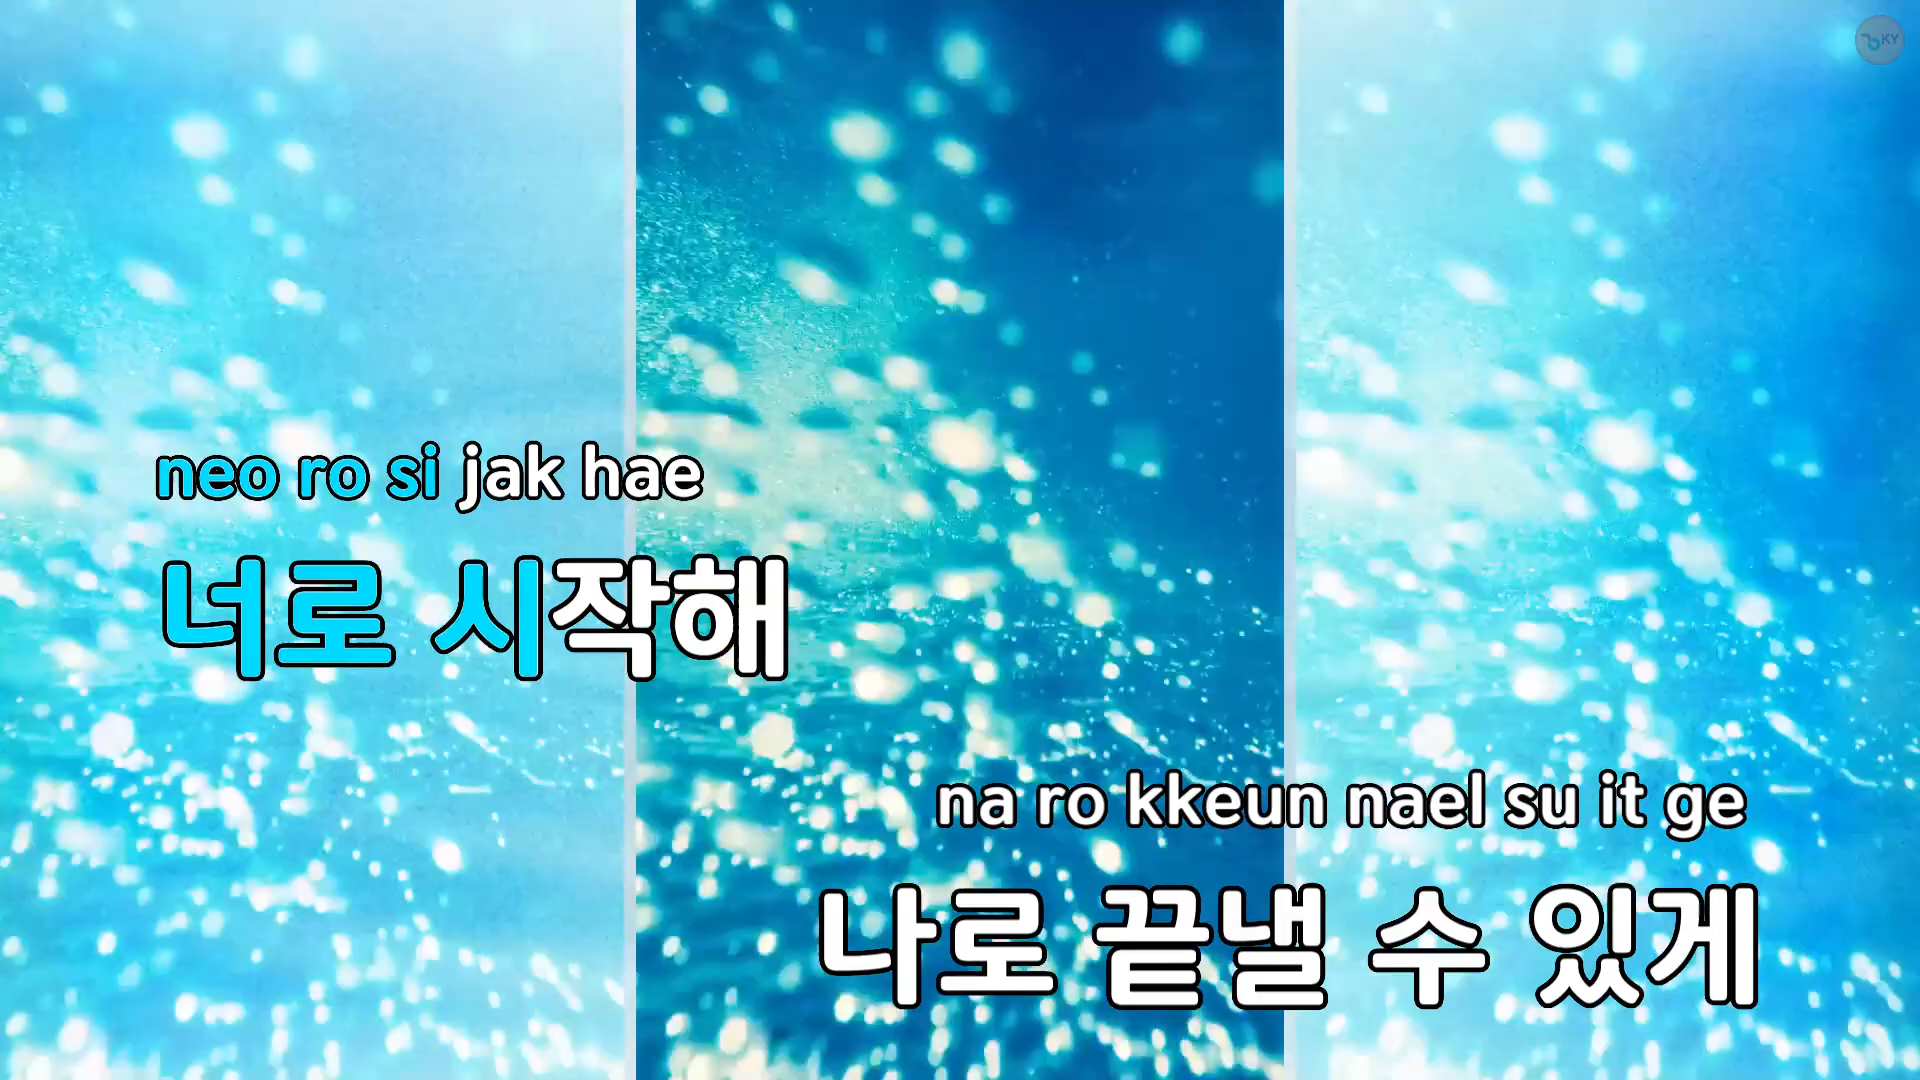 KY
neo ro si jak hae
너로 시작해
na ro kkeun nael su it ge
나로 끝낼 수 있게